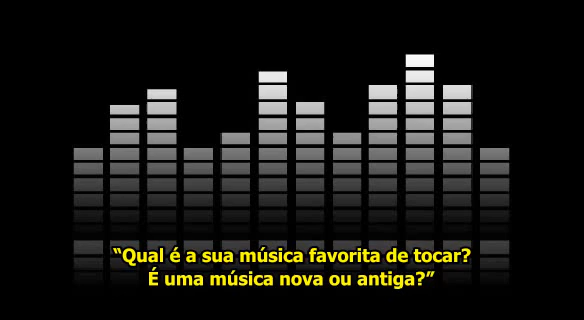 “Qual é a sua música favorita de tocar?
É uma música nova ou antiga?”